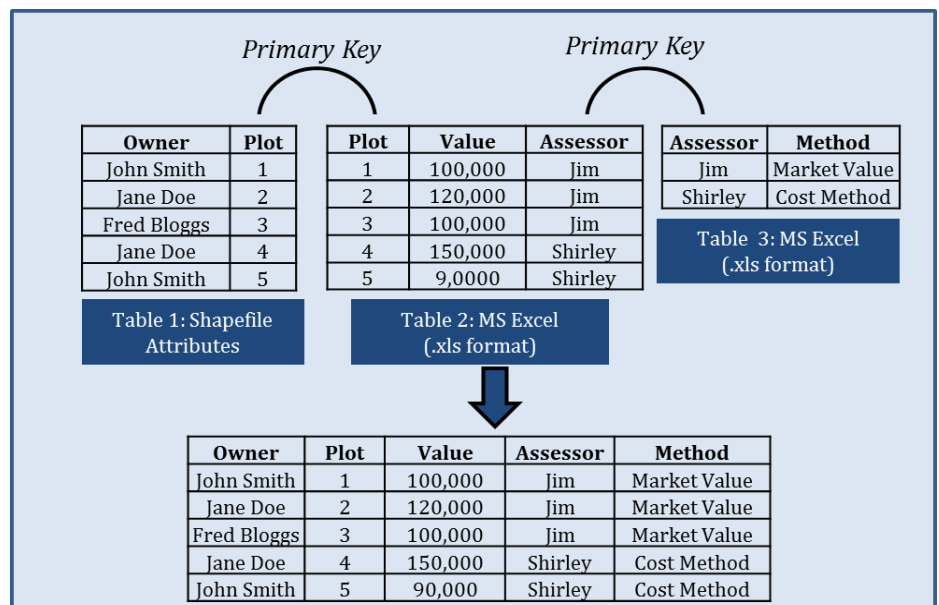 Primary Key
Primary Key
Owner Plot
John Smith 1
Jane Doe 2
Fred Bloggs 3
Jane Doe 4
John Smith 5
Table 1: Shapefile
Attributes
Plot Value Assessor
1 100,000 Jim
2 120,000 Jim
3 100,000 Jim
4 150,000 Shirley
5 9,0000 Shirley
Table 2: MS Excel
(.xls format)
Assessor Method
Jim Market Value
Shirley Cost Method
Table 3: MS Excel
(.xls format)
Owner Plot Value Assessor Method
John Smith 1 100,000 Jim Market Value
Jane Doe 2 120,000 Jim Market Value
Fred Bloggs 3 100,000 Jim Market Value
Jane Doe 4 150,000 Shirley Cost Method
John Smith 5 90,000 Shirley Cost Method